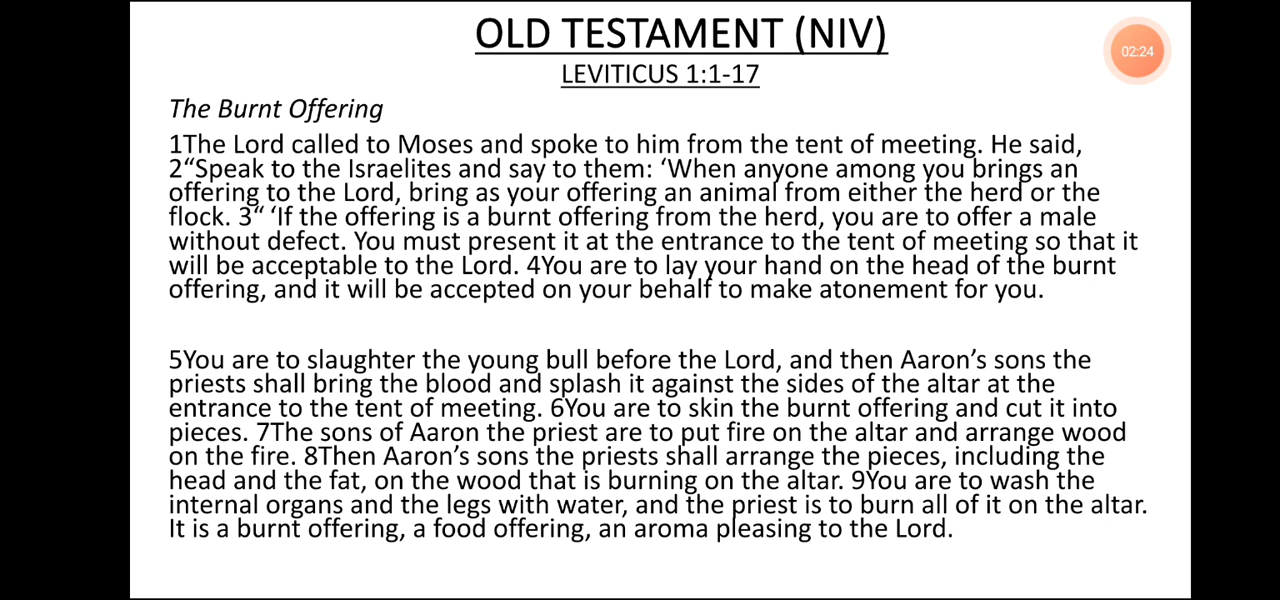 OLD TESTAMENT (NIV)
02:24
LEVITICUS 1:1-17
The Burnt Offering
1The Lord called to Moses and spoke to him from the tent of meeting. He said,
2“Speak to the Israelites and say to them: ‘When anyone among you brings an
offering to the Lord, bring as your offering an animal from either the herd or the
flock. 3“ ‘If the offering is a burnt offering from the herd, you are to offer a male
without defect. You must present it at the entrance to the tent of meeting so that it
will be acceptable to the Lord. 4You are to lay your hand on the head of the burnt
offering, and it will be accepted on your behalf to make atonement for you.
5You are to slaughter the young bull before the Lord, and then Aaron’s sons the
priests shall bring the blood and splash it against the sides of the altar at the
entrance to the tent of meeting. 6You are to skin the burnt offering and cut it into
pieces. 7The sons of Aaron the priest are to put fire on the altar and arrange wood
on the fire. 8Then Aaron’s sons the priests shall arrange the pieces, including the
head and the fat, on the wood that is burning on the altar. 9You are to wash the
internal organs and the legs with water, and the priest is to burn all of it on the altar.
It is a burnt offering, a food offering, an aroma pleasing to the Lord.